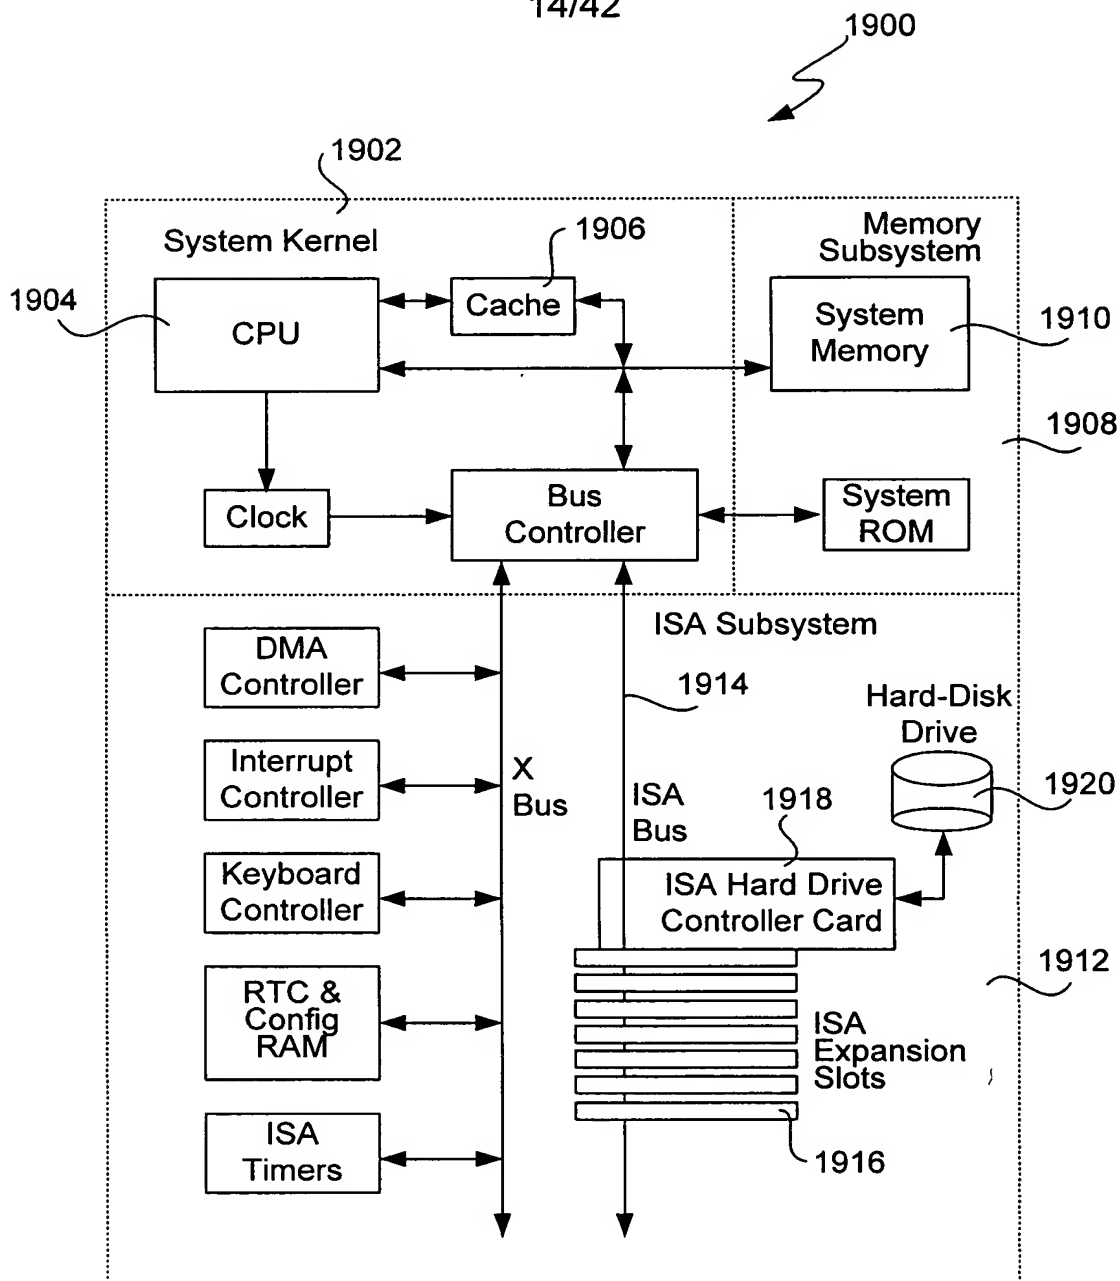 14/42
1900
1902
System Kernel
1906
Memory
Subsystem
1904
CPU
Cache
System
Memory
1910
1908
Clock
Bus
Controller
System
ROM
ISA Subsystem
DMA
Controller
1914
Hard-Disk
Drive
Interrupt
Controller
X
Bus
ISA
Bus
1918
1920
Keyboard
Controller
ISA Hard Drive
Controller Card
1912
RTC &
Config
RAM
ISA
Expansion
Slots
ISA
Timers
1916